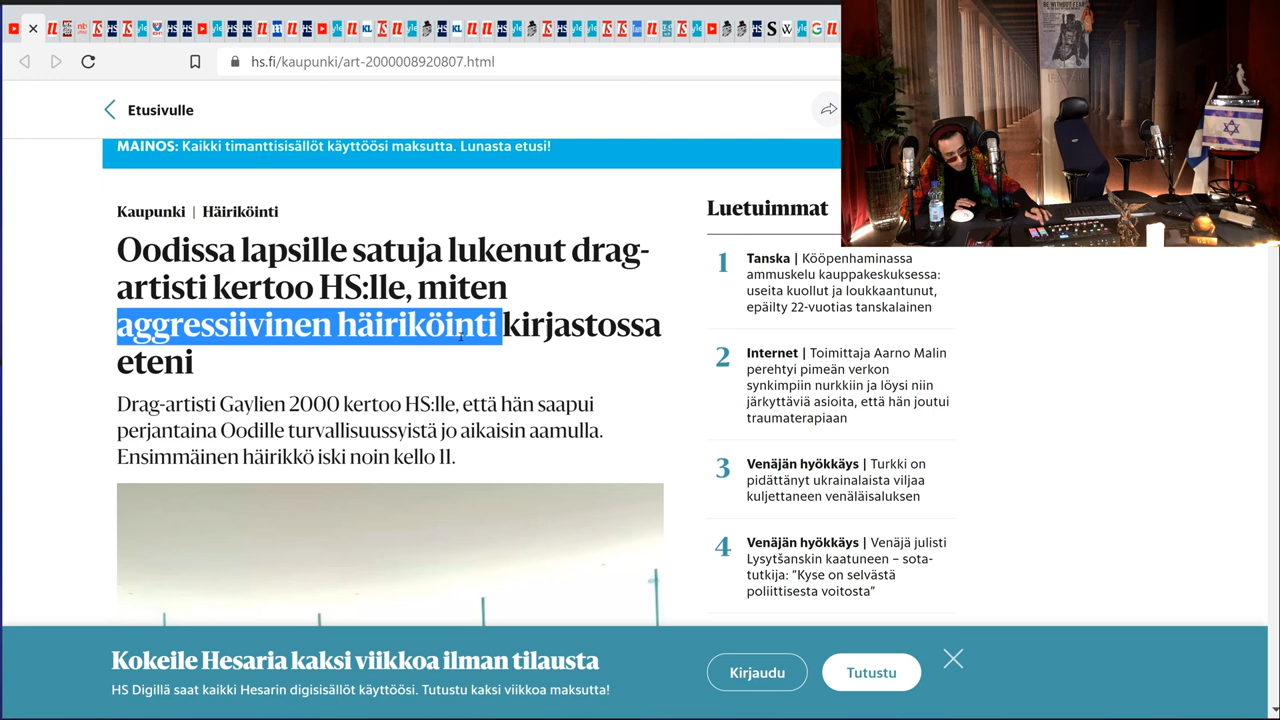 hs.fi/kaupunki/art-2000008920807.html
Etusivulle
MAINOS: Kaikki timanttisisällöt käyttöösi maksutta. Lunasta etusi!
Kaupunki | Häiriköinti
Oodissa lapsille satuja lukenut drag-
artisti kertoo HS:lle, miten
aggressiivinen häiriköinti kirjastossa
eteni
Drag-artisti Gaylien 2000 kertoo HS:lle, että hän saapui
perjantaina Oodille turvallisuussyistä jo aikaisin aamulla.
Ensimmäinen häirikkö iski noin kello 11.
Luetuimmat
1 Tanska | Kööpenhaminassa
ammuskelu kauppakeskuksessa:
useita kuollut ja loukkaantunut,
epäilty 22-vuotias tanskalainen
2 Internet | Toimittaja Aarno Malin
perehtyi pimeän verkon
synkimpiin nurkkiin ja löysi niin
järkyttäviä asioita, että hän joutui
traumaterapiaan
3 Venäjän hyökkäys | Turkki on
pidättänyt ukrainalaista viljaa
kuljettaneen venäläisaluksen
4 Venäjän hyökkäys | Venäjä julisti
Lysytšanskin kaatuneen – sota-
tutkija: ”Kyse on selvästä
poliittisesta voitosta”
BE WITHOUT FEAR
Kokeile Hesaria kaksi viikkoa ilman tilausta
HS Digillä saat kaikki Hesarin digisisällöt käyttöösi. Tutustu kaksi viikkoa maksutta!
Kirjaudu
Tutustu